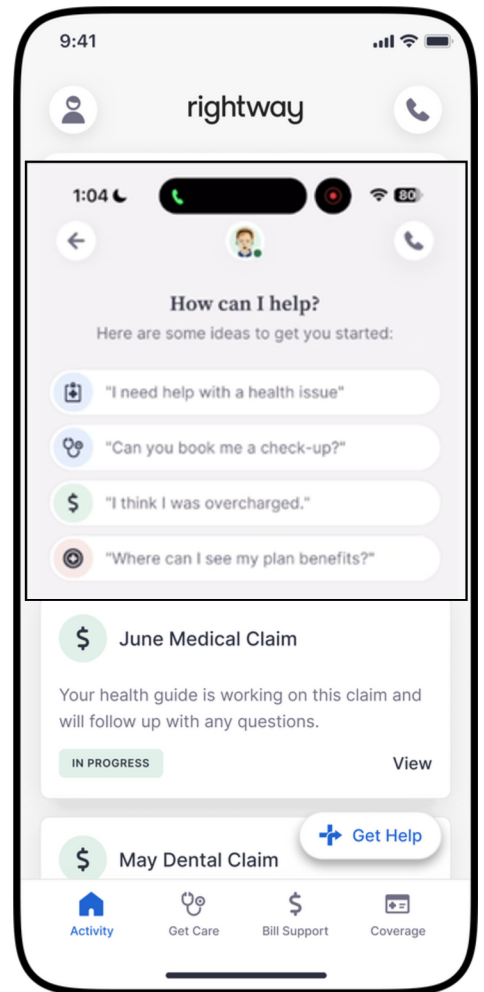 9:41
rightway
1:04
80
How can I help?
Here are some ideas to get you started:
"I need help with a health issue"
"Can you book me a check-up?"
"I think I was overcharged."
"Where can I see my plan benefits?"
$ June Medical Claim
Your health guide is working on this claim and
will follow up with any questions.
IN PROGRESS View
Get Help
$ May Dental Claim
Activity Get Care Bill Support Coverage